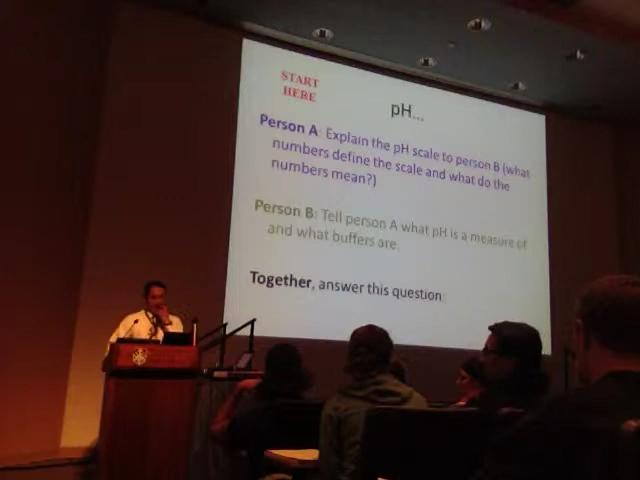 START
HERE
pH...
Person A: Explain the pH scale to person B (what
numbers define the scale and what do the
numbers mean?)
Person B: Tell person A what pH is a measure of
and what buffers are.
Together, answer this question: